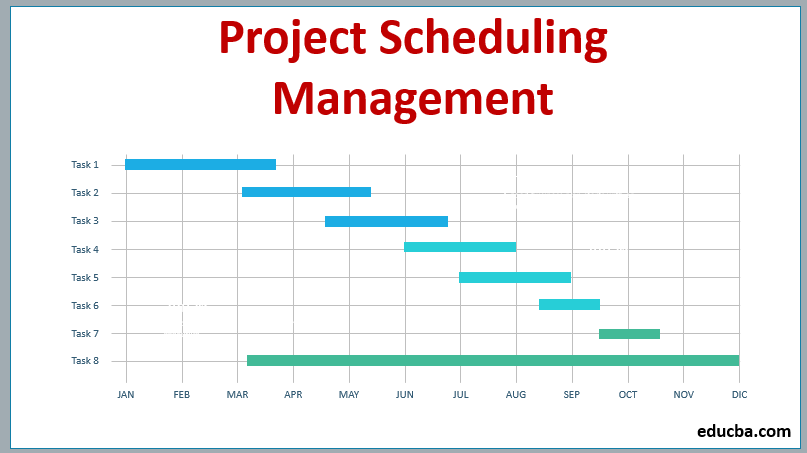 Project Scheduling
Management
Task 1
Task 2
Task 3
Task 4
Task 5
Task 6
Task 7
Task 8
JAN FEB MAR APR MAY JUN JUL AUG SEP OCT NOV DIC
educba.com